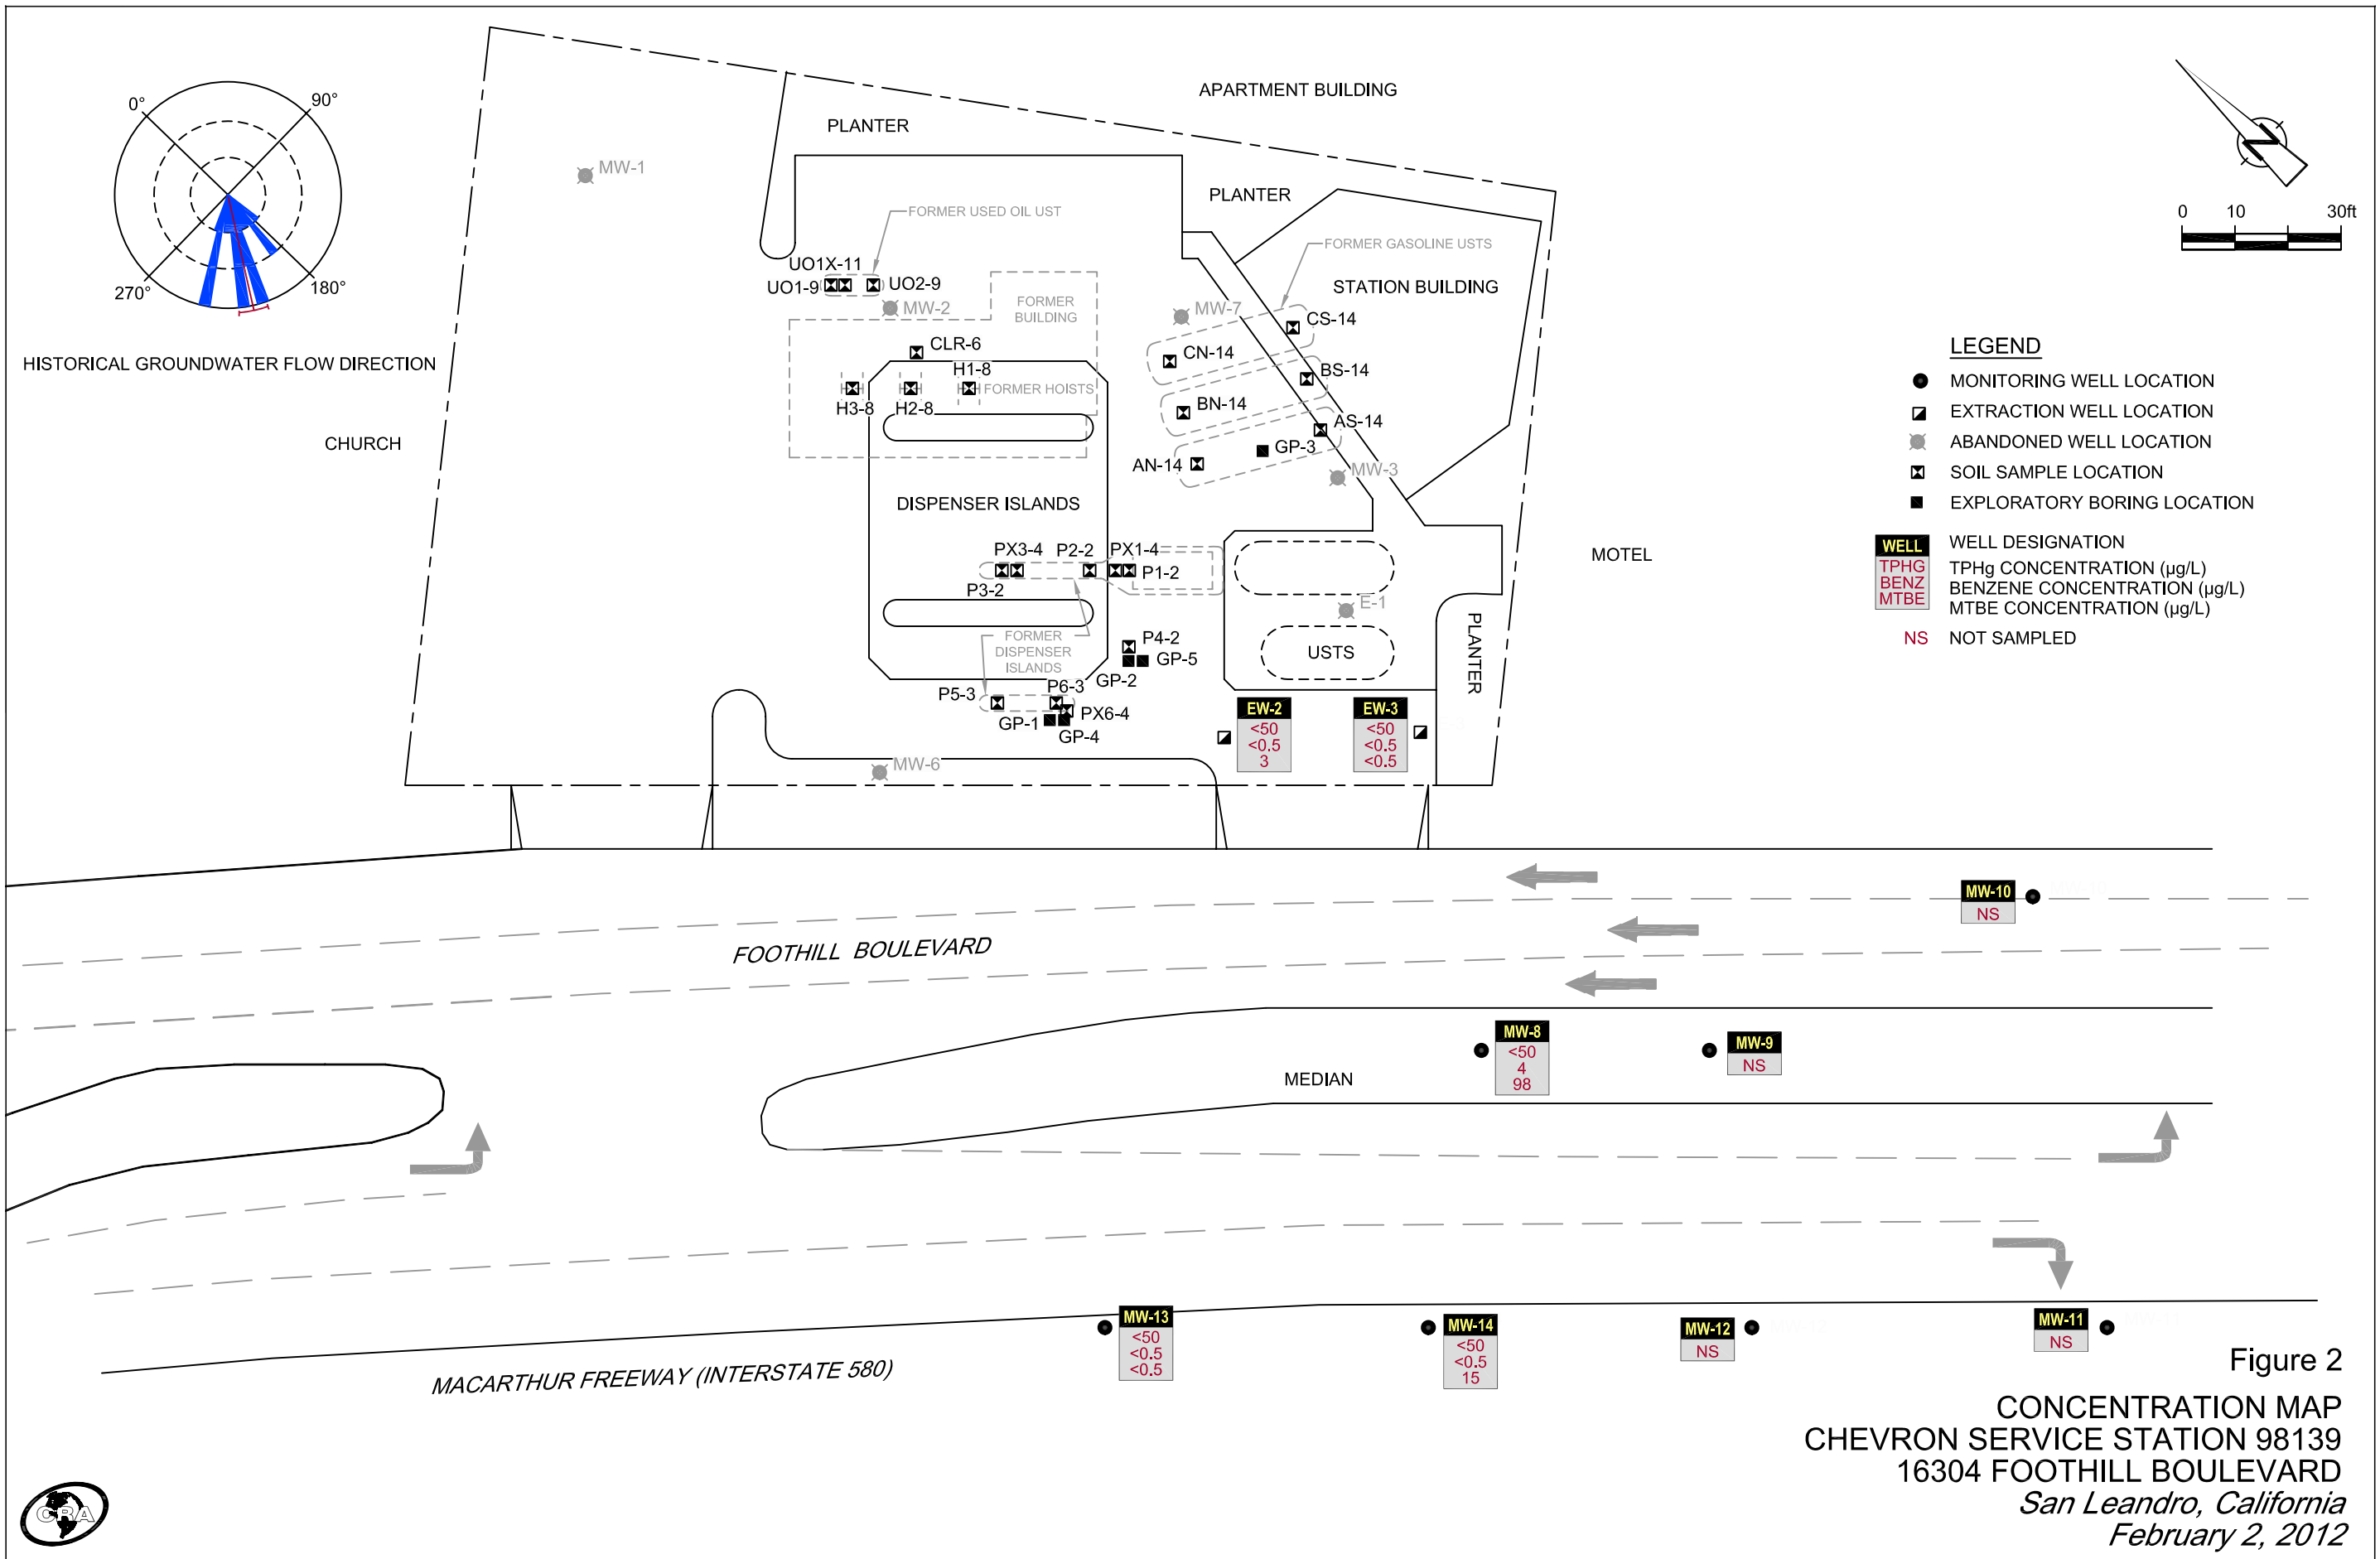 APARTMENT BUILDING
0°
90°
270°
180°
HISTORICAL GROUNDWATER FLOW DIRECTION
CHURCH
PLANTER
MW-1
PLANTER
FORMER USED OIL UST
FORMER GASOLINE USTS
STATION BUILDING
UO1X-11
UO1-9
UO2-9
MW-2
FORMER
BUILDING
MW-7
CS-14
CN-14
BS-14
BN-14
AS-14
GP-3
AN-14
MW-3
CLR-6
H1-8
FORMER HOISTS
H3-8
H2-8
DISPENSER ISLANDS
PX3-4
P2-2
PX1-4
P1-2
P3-2
E-1
USTS
PLANTER
MOTEL
FORMER
DISPENSER
ISLANDS
P4-2
GP-5
GP-2
P5-3
P6-3
PX6-4
GP-1
GP-4
MW-6
EW-2
<50
<0.5
3
EW-3
<50
<0.5
<0.5
N
0 10 30ft
LEGEND
MONITORING WELL LOCATION
EXTRACTION WELL LOCATION
ABANDONED WELL LOCATION
SOIL SAMPLE LOCATION
EXPLORATORY BORING LOCATION
WELL WELL DESIGNATION
TPHG TPHg CONCENTRATION (µg/L)
BENZ BENZENE CONCENTRATION (µg/L)
MTBE MTBE CONCENTRATION (µg/L)
NS NOT SAMPLED
MW-10
NS
FOOTHILL BOULEVARD
MW-8
<50
4
98
MW-9
NS
MEDIAN
MW-13
<50
<0.5
<0.5
MW-14
<50
<0.5
15
MW-12
NS
MW-11
NS
MACARTHUR FREEWAY (INTERSTATE 580)
Figure 2
CONCENTRATION MAP
CHEVRON SERVICE STATION 98139
16304 FOOTHILL BOULEVARD
San Leandro, California
February 2, 2012
CRA